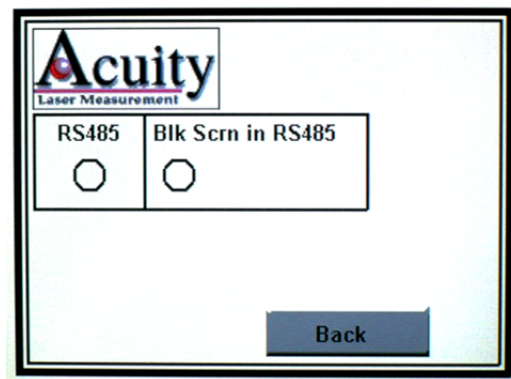 Acuity
Laser Measurement
RS485
Blk Scrn in RS485
Back